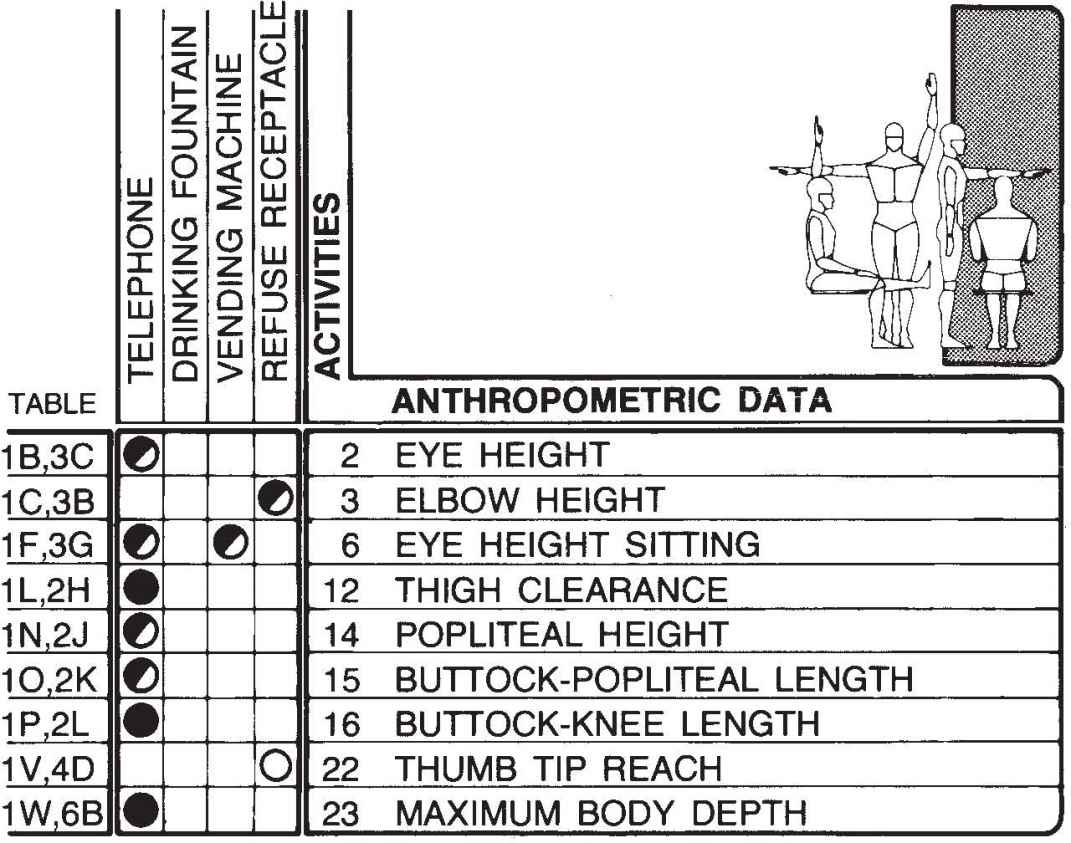 TELEPHONE
DRINKING FOUNTAIN
VENDING MACHINE
REFUSE RECEPTACLE
ACTIVITIES
TABLE ANTHROPOMETRIC DATA
1B,3C 2 EYE HEIGHT
1C,3B 3 ELBOW HEIGHT
1F,3G 6 EYE HEIGHT SITTING
1L,2H 12 THIGH CLEARANCE
1N,2J 14 POPLITEAL HEIGHT
1O,2K 15 BUTTOCK-POPLITEAL LENGTH
1P,2L 16 BUTTOCK-KNEE LENGTH
1V,4D 22 THUMB TIP REACH
1W,6B 23 MAXIMUM BODY DEPTH